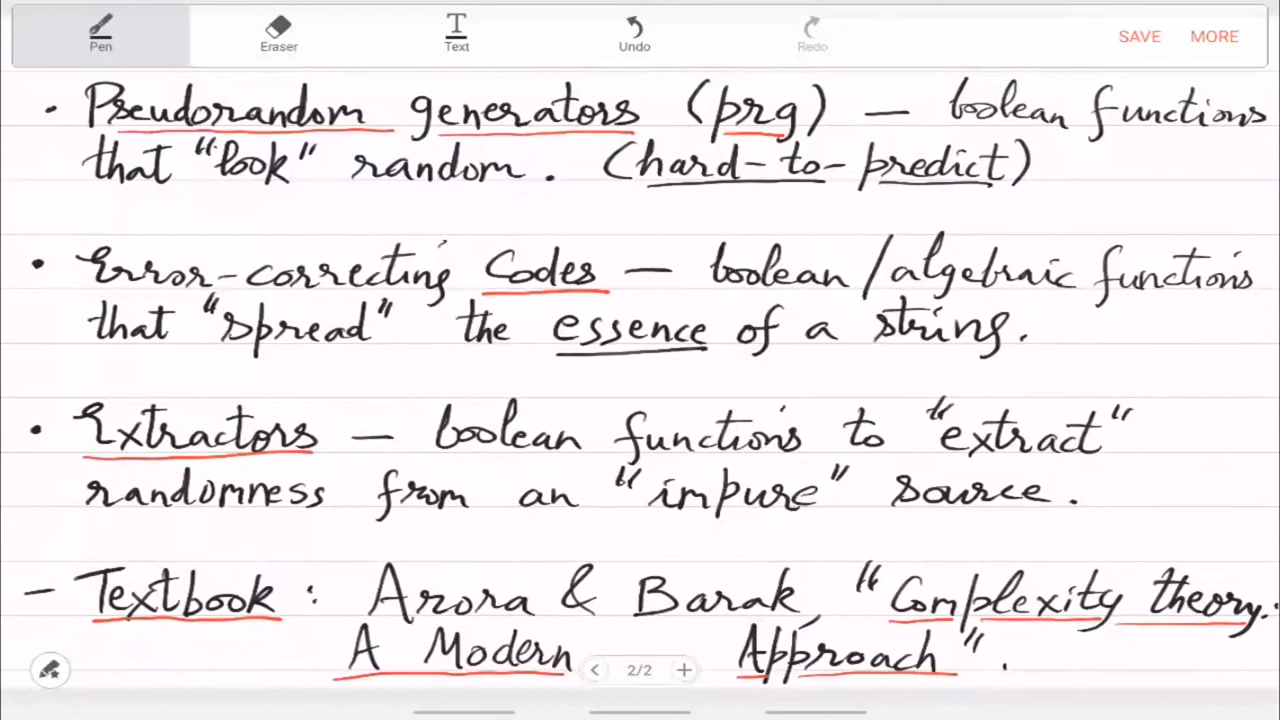 Pen Eraser Text Undo Redo SAVE MORE
• Pseudorandom generators (prg) — boolean functions
that "look" random. (hard-to-predict)
• Error-correcting Codes — boolean/algebraic functions
that "spread" the essence of a string.
• Extractors — boolean functions to "extract"
randomness from an "impure" source.
- Textbook: Arora & Barak, "Complexity theory:
A Modern Approach".
2/2